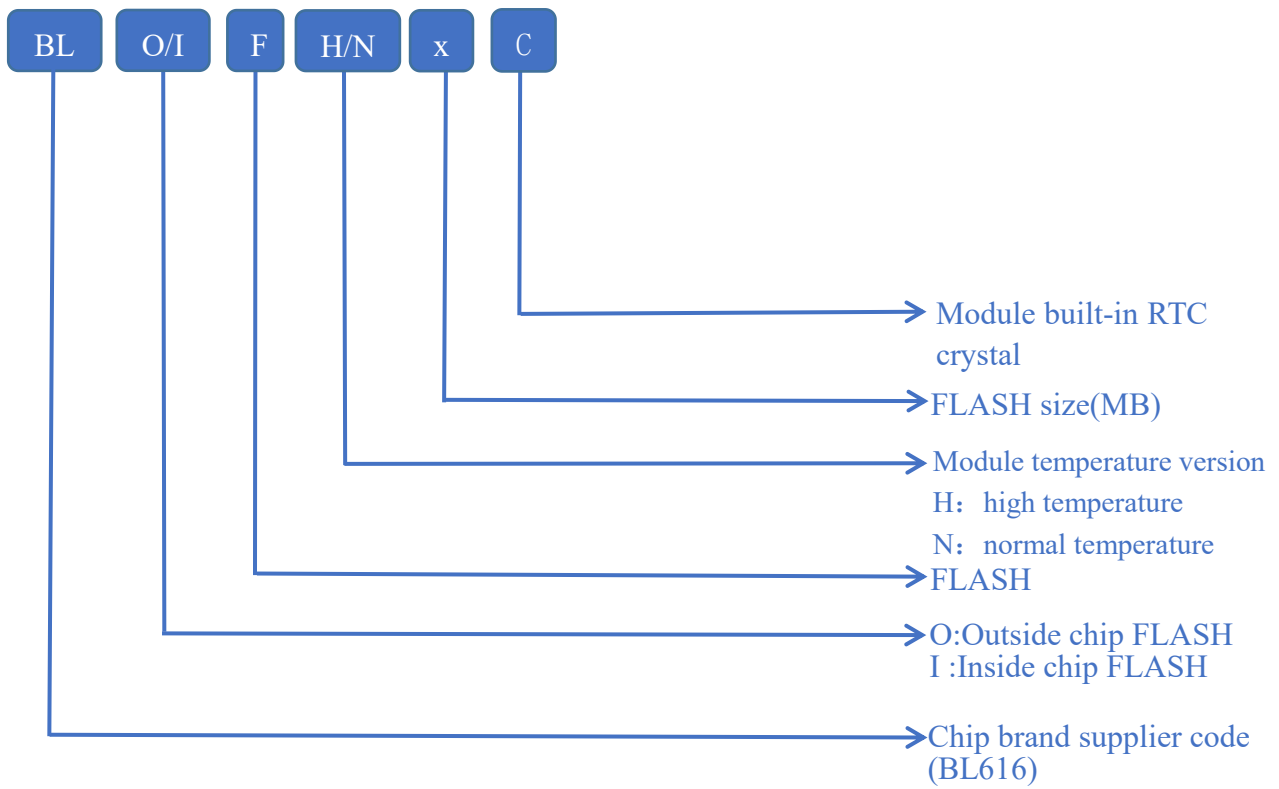 BL O/I F H/N x C
Module built-in RTC
crystal
FLASH size(MB)
Module temperature version
H： high temperature
N： normal temperature
FLASH
O:Outside chip FLASH
I :Inside chip FLASH
Chip brand supplier code
(BL616)